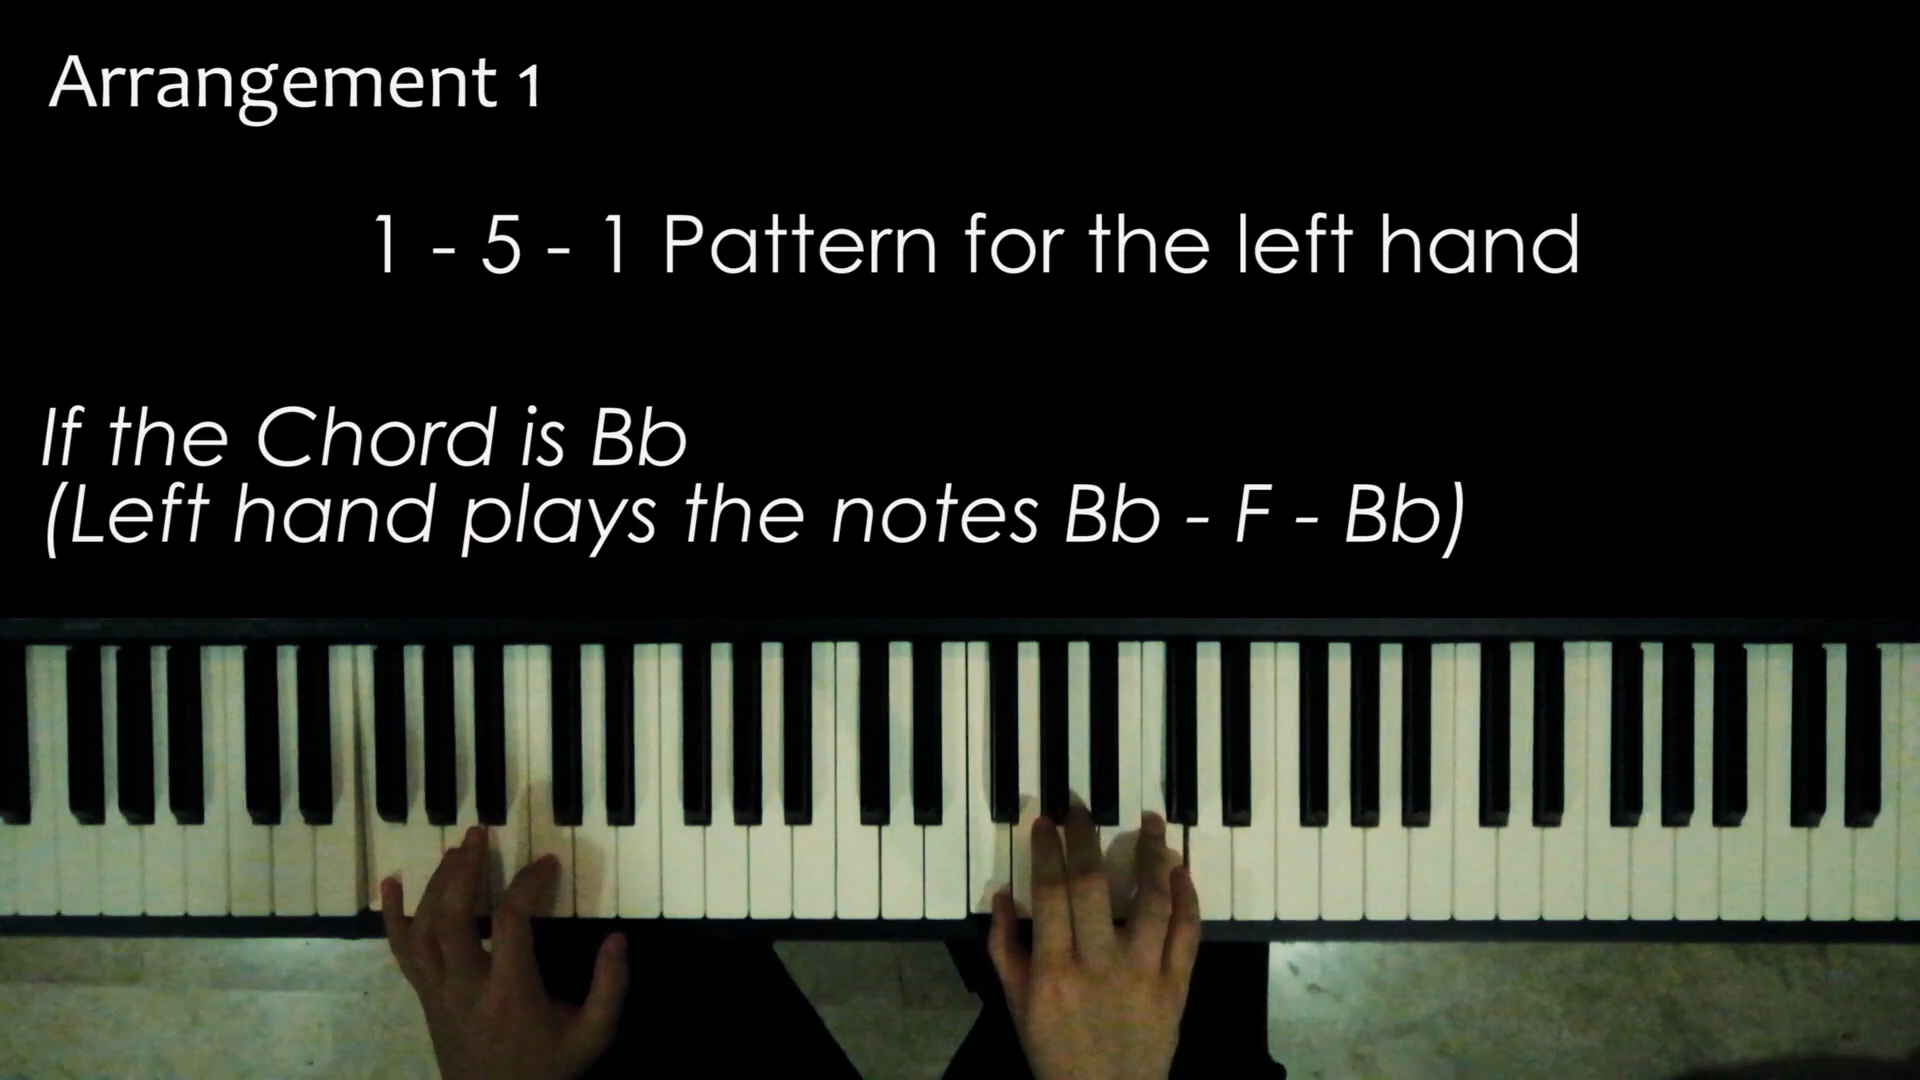 Arrangement 1
1 - 5 - 1 Pattern for the left hand
If the Chord is Bb
(Left hand plays the notes Bb - F - Bb)